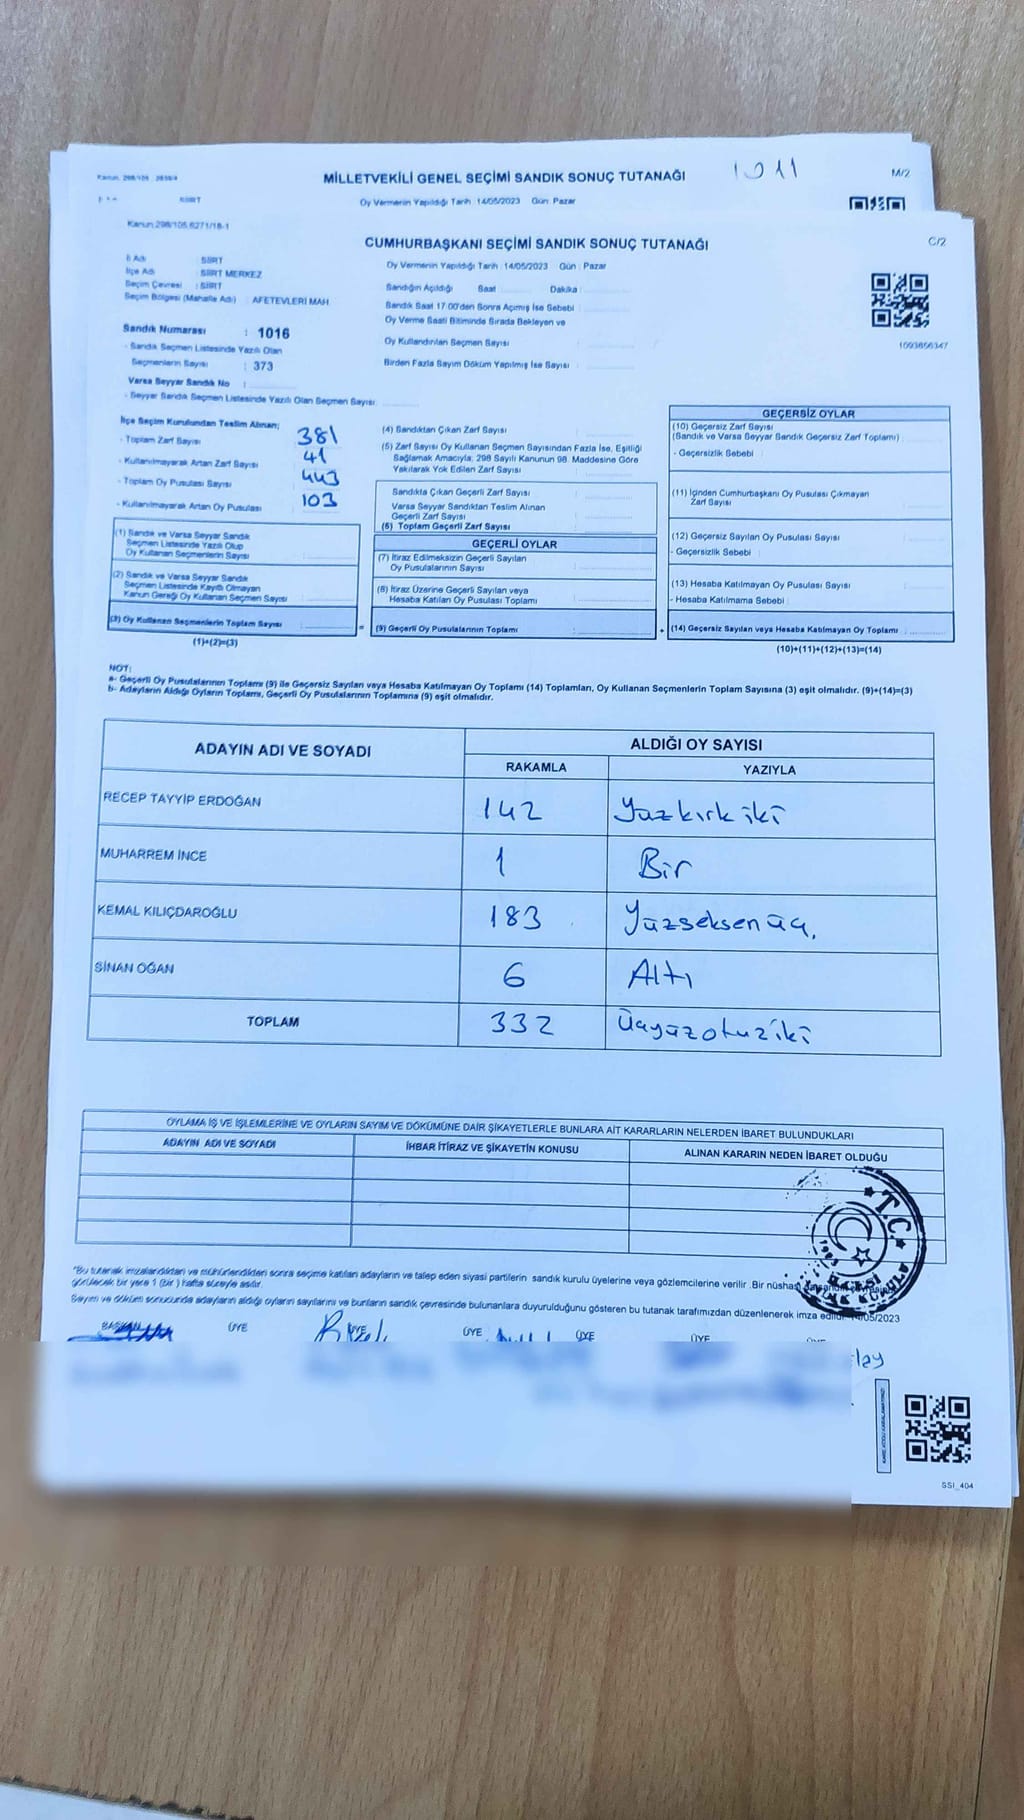 MİLLETVEKİLİ GENEL SEÇİMİ SANDIK SONUÇ TUTANAĞI
1011
M/2
SİİRT
Oy Vermenin Yapıldığı Tarih 14/05/2023 Gün: Pazar
Kanun:298/105,6271/18-1
CUMHURBAŞKANI SEÇİMİ SANDIK SONUÇ TUTANAĞI
C/2
İl Adı : SİİRT
İlçe Adı : SİİRT MERKEZ
Seçim Çevresi : SİİRT
Seçim Bölgesi (Mahalle Adı) : AFETEVLERİ MAH.
Oy Vermenin Yapıldığı Tarih : 14/05/2023 Gün : Pazar
Sandığın Açıldığı Saat Dakika
Sandık Saat 17.00'den Sonra Açılmış İse Sebebi
Oy Verme Saati Bitiminde Sırada Bekleyen ve
Oy Kullandırılan Seçmen Sayısı
Birden Fazla Sayım Döküm Yapılmış İse Sayısı
1093856347
Sandık Numarası : 1016
- Sandık Seçmen Listesinde Yazılı Olan
Seçmenlerin Sayısı : 373
Varsa Seyyar Sandık No :
- Seyyar Sandık Seçmen Listesinde Yazılı Olan Seçmen Sayısı:
İlçe Seçim Kurulundan Teslim Alınan;
- Toplam Zarf Sayısı 381
- Kullanılmayarak Artan Zarf Sayısı 41
- Toplam Oy Pusulası Sayısı 443
- Kullanılmayarak Artan Oy Pusulası 103
(1) Sandık ve Varsa Seyyar Sandık
Seçmen Listesinde Yazılı Olup
Oy Kullanan Seçmenlerin Sayısı
(2) Sandık ve Varsa Seyyar Sandık
Seçmen Listesinde Kayıtlı Olmayan
Kanun Gereği Oy Kullanan Seçmen Sayısı
(3) Oy Kullanan Seçmenlerin Toplam Sayısı
(1)+(2)=(3)
(4) Sandıktan Çıkan Zarf Sayısı
(5) Zarf Sayısı Oy Kullanan Seçmen Sayısından Fazla İse, Eşitliği
Sağlamak Amacıyla; 298 Sayılı Kanunun 98. Maddesine Göre
Yakılarak Yok Edilen Zarf Sayısı
Sandıkta Çıkan Geçerli Zarf Sayısı
Varsa Seyyar Sandıktan Teslim Alınan
Geçerli Zarf Sayısı
(6) Toplam Geçerli Zarf Sayısı
GEÇERLİ OYLAR
(7) İtiraz Edilmeksizin Geçerli Sayılan
Oy Pusulalarının Sayısı
(8) İtiraz Üzerine Geçerli Sayılan veya
Hesaba Katılan Oy Pusulası Toplamı
= (9) Geçerli Oy Pusulalarının Toplamı
GEÇERSİZ OYLAR
(10) Geçersiz Zarf Sayısı
(Sandık ve Varsa Seyyar Sandık Geçersiz Zarf Toplamı)
- Geçersizlik Sebebi
(11) İçinden Cumhurbaşkanı Oy Pusulası Çıkmayan
Zarf Sayısı
(12) Geçersiz Sayılan Oy Pusulası Sayısı
- Geçersizlik Sebebi
(13) Hesaba Katılmayan Oy Pusulası Sayısı
- Hesaba Katılmama Sebebi
+ (14) Geçersiz Sayılan veya Hesaba Katılmayan Oy Toplamı
(10)+(11)+(12)+(13)=(14)
NOT:
a- Geçerli Oy Pusulalarının Toplamı (9) ile Geçersiz Sayılan veya Hesaba Katılmayan Oy Toplamı (14) Toplamları, Oy Kullanan Seçmenlerin Toplam Sayısına (3) eşit olmalıdır. (9)+(14)=(3)
b- Adayların Aldığı Oyların Toplamı, Geçerli Oy Pusulalarının Toplamına (9) eşit olmalıdır.
ADAYIN ADI VE SOYADI
ALDIĞI OY SAYISI
RAKAMLA YAZIYLA
RECEP TAYYİP ERDOĞAN 142 Yüzkırkiki
MUHARREM İNCE 1 Bir
KEMAL KILIÇDAROĞLU 183 Yüzseksenüç.
SİNAN OĞAN 6 Altı
TOPLAM 332 Üçyüzotuziki
OYLAMA İŞ VE İŞLEMLERİNE VE OYLARIN SAYIM VE DÖKÜMÜNE DAİR ŞİKAYETLERLE BUNLARA AİT KARARLARIN NELERDEN İBARET BULUNDUKLARI
ADAYIN ADI VE SOYADI
İHBAR İTİRAZ VE ŞİKAYETİN KONUSU
ALINAN KARARIN NEDEN İBARET OLDUĞU
T.C.
"Bu tutanak imzalandıktan ve mühürlendikten sonra seçime katılan adayların ve talep eden siyasi partilerin sandık kurulu üyelerine veya gözlemcilerine verilir. Bir nüshası
görülecek bir yere 1 (bir) hafta süreyle asılır.
Sayım ve döküm sonucunda adayların aldığı oyların sayılarını ve bunların sandık çevresinde bulunanlara duyurulduğunu gösteren bu tutanak tarafımızdan düzenlenerek imza edildi. 14/05/2023
BAŞKAN ÜYE ÜYE ÜYE ÜYE ÜYE
SSİ_404